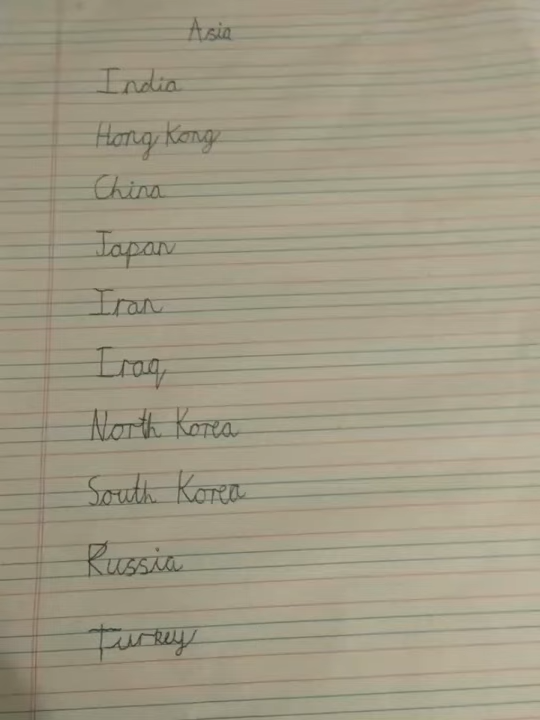 Asia
India
Hong Kong
China
Japan
Iran
Iraq
North Korea
South Korea
Russia
Turkey